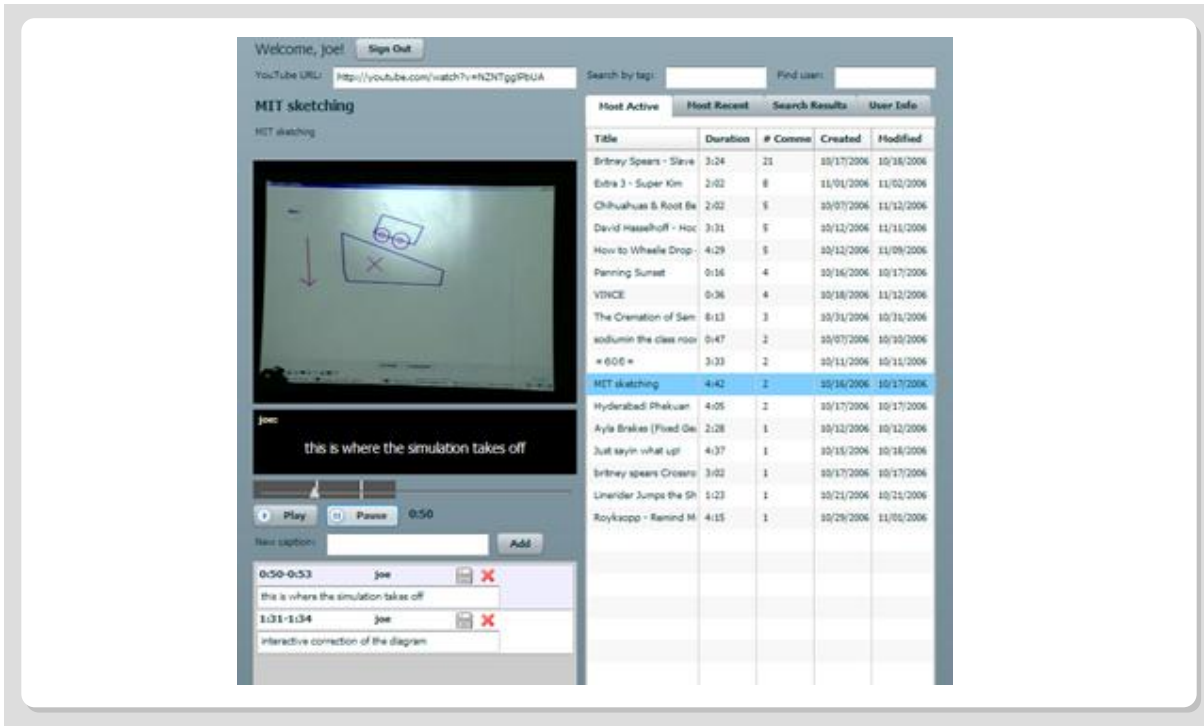 Welcome, joe! Sign Out
YouTube URL: http://youtube.com/watch?v=NZNTggIPbUA
Search by tag: Find user:
MIT sketching
MIT sketching
joe:
this is where the simulation takes off
Play Pause 0:50
New caption: Add
0:50-0:53 joe
this is where the simulation takes off
1:31-1:34 joe
interactive correction of the diagram
Most Active Most Recent Search Results User Info
Title Duration # Comme Created Modified
Britney Spears - Slave 3:24 21 10/17/2006 10/18/2006
Extra 3 - Super Kim 2:02 8 11/01/2006 11/02/2006
Chihuahuas & Root Be 2:02 5 10/07/2006 11/12/2006
David Hasselhoff - Hoc 3:31 5 10/12/2006 11/11/2006
How to Wheelie Drop - 4:29 5 10/12/2006 11/09/2006
Panning Sunset 0:16 4 10/16/2006 10/17/2006
VINCE 0:36 4 10/18/2006 11/12/2006
The Cremation of Sam 8:13 3 10/31/2006 10/31/2006
sodiumin the class roor 0:47 2 10/07/2006 10/10/2006
= 606 = 3:33 2 10/11/2006 10/11/2006
MIT sketching 4:42 2 10/16/2006 10/17/2006
Hyderabadi Phekuan 4:05 2 10/17/2006 10/17/2006
Ayla Brakes (Fixed Ge 2:28 1 10/12/2006 10/12/2006
Just sayin what up! 4:37 1 10/15/2006 10/18/2006
britney spears Crossro 3:02 1 10/17/2006 10/17/2006
Linerider Jumps the Sh 1:23 1 10/21/2006 10/21/2006
Royksopp - Remind M 4:15 1 10/29/2006 11/01/2006